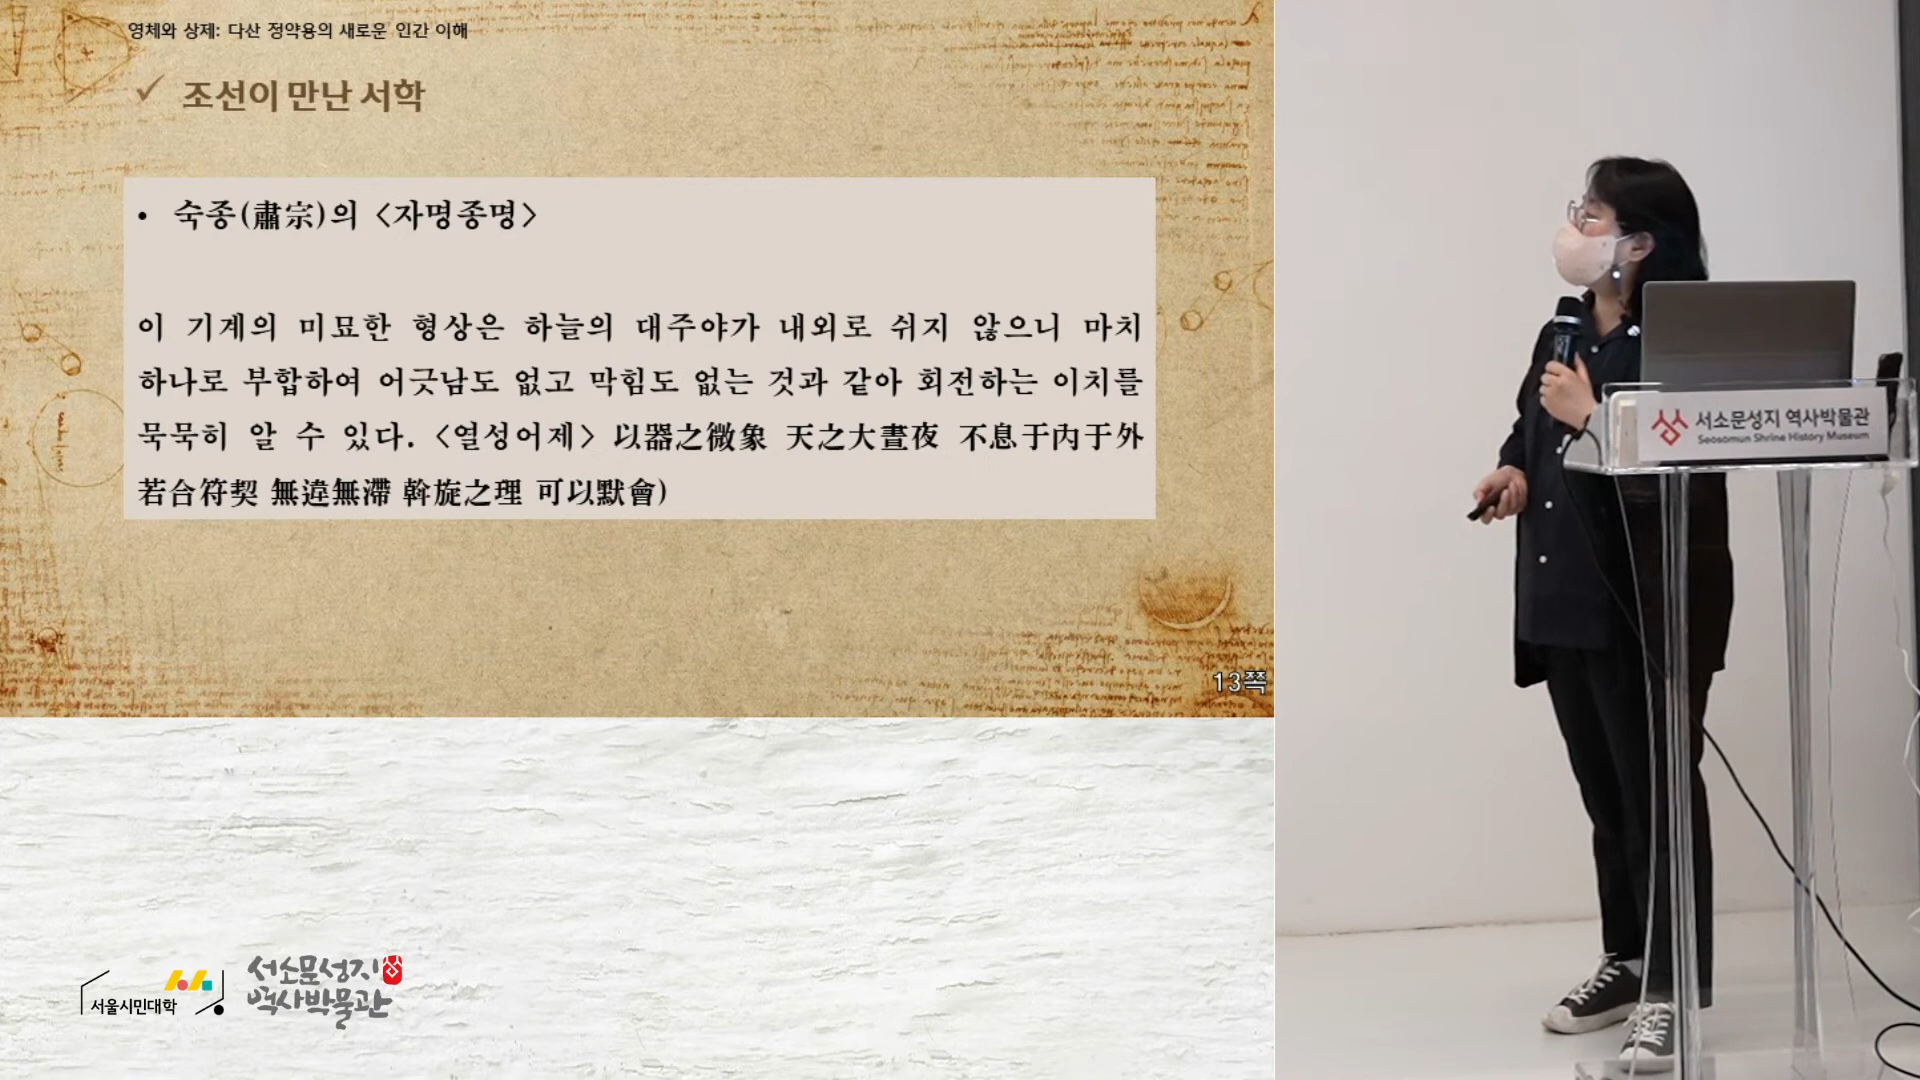 영체와 상제: 다산 정약용의 새로운 인간 이해
✓ 조선이 만난 서학
• 숙종(肅宗)의 〈자명종명〉
이 기계의 미묘한 형상은 하늘의 대주야가 내외로 쉬지 않으니 마치
하나로 부합하여 어긋남도 없고 막힘도 없는 것과 같아 회전하는 이치를
묵묵히 알 수 있다. 〈열성어제〉 以器之微象 天之大晝夜 不息于內于外
若合符契 無違無滯 斡旋之理 可以默會)
13쪽
서울시민대학
서소문성지
역사박물관
서소문성지 역사박물관
Seosomun Shrine History Museum